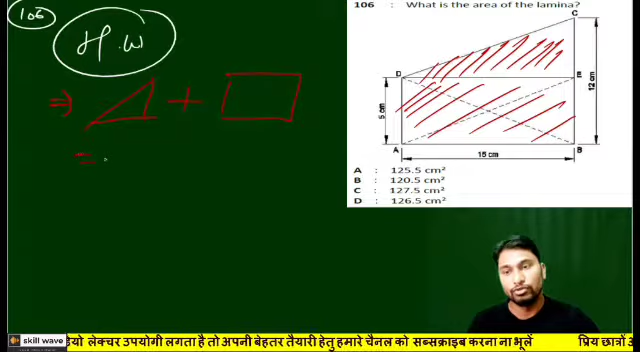 106
H.W
⇒ +
=
106 : What is the area of the lamina?
C
D
E
5 cm
12 cm
A
B
15 cm
A : 125.5 cm²
B : 120.5 cm²
C : 127.5 cm²
D : 126.5 cm²
skill wave
लेक्चर उपयोगी लगता है तो अपनी बेहतर तैयारी हेतु हमारे चैनल को सब्सक्राइब करना ना भूलें प्रिय छात्रों